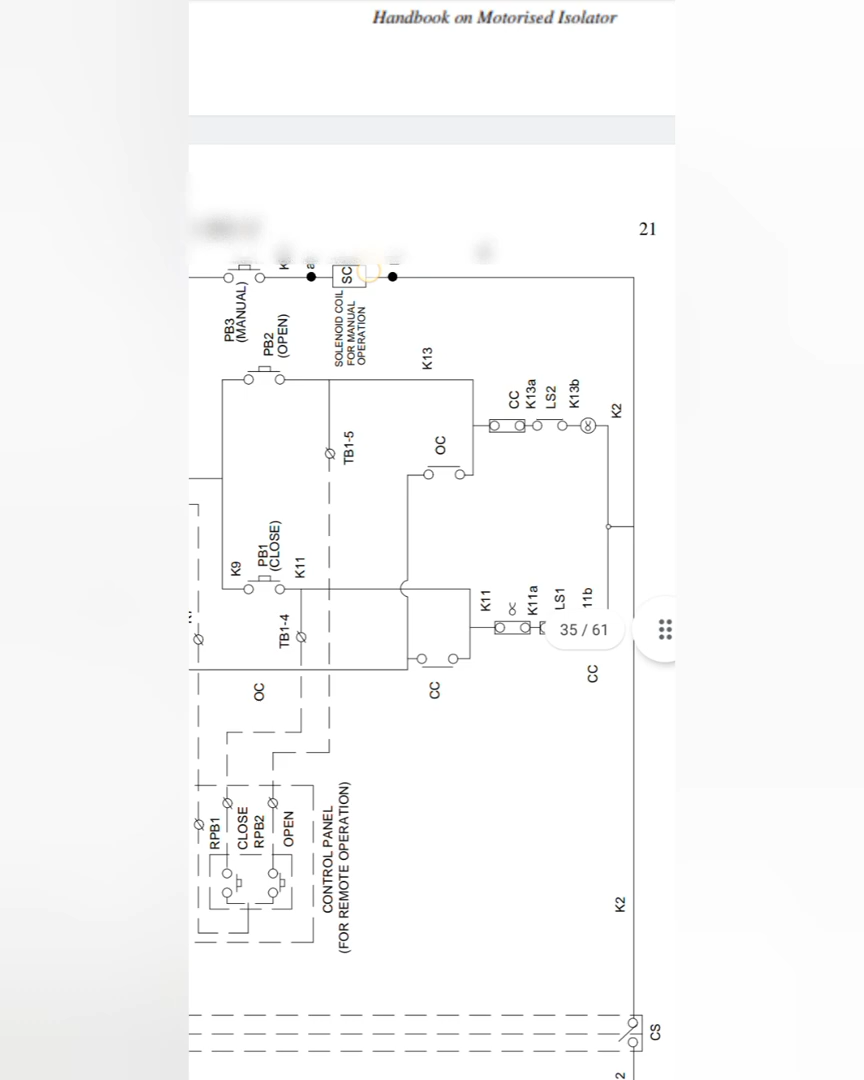 Handbook on Motorised Isolator
21
PB3
(MANUAL)
PB2
(OPEN)
SC
SOLENOID COIL
FOR MANUAL
OPERATION
K13
CC
K13a
LS2
K13b
K2
TB1-5
OC
K9
PB1
(CLOSE)
K11
K11
K11a
LS1
11b
35 / 61
TB1-4
OC
CC
CC
RPB1
CLOSE
RPB2
OPEN
CONTROL PANEL
(FOR REMOTE OPERATION)
K2
CS
2